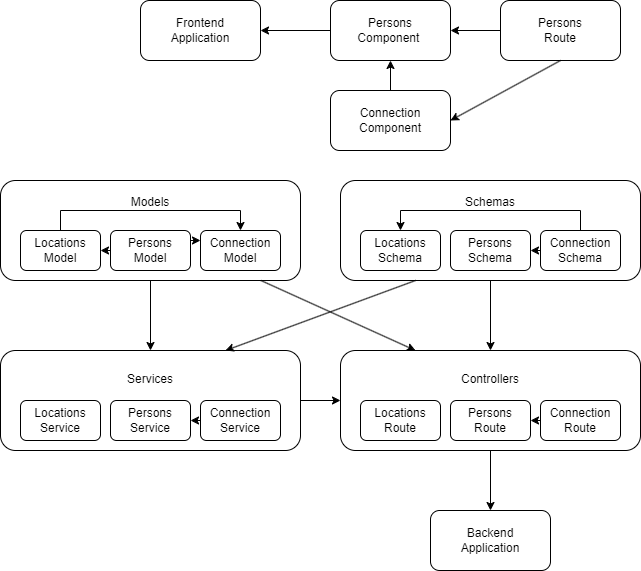 Frontend
Application
Persons
Component
Persons
Route
Connection
Component
Models
Locations
Model
Persons
Model
Connection
Model
Schemas
Locations
Schema
Persons
Schema
Connection
Schema
Services
Locations
Service
Persons
Service
Connection
Service
Controllers
Locations
Route
Persons
Route
Connection
Route
Backend
Application